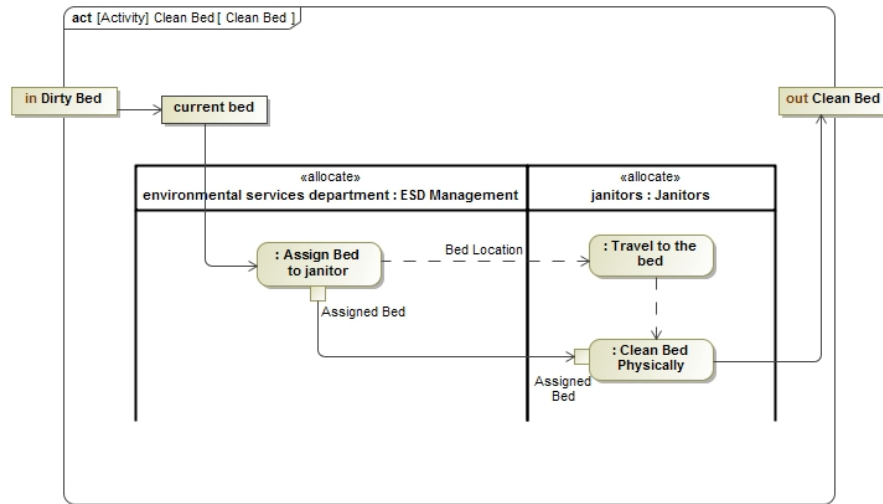 act [Activity] Clean Bed [ Clean Bed ]
in Dirty Bed
current bed
out Clean Bed
«allocate»
environmental services department : ESD Management
«allocate»
janitors : Janitors
: Assign Bed
to janitor
Bed Location
: Travel to the
bed
Assigned Bed
: Clean Bed
Physically
Assigned
Bed